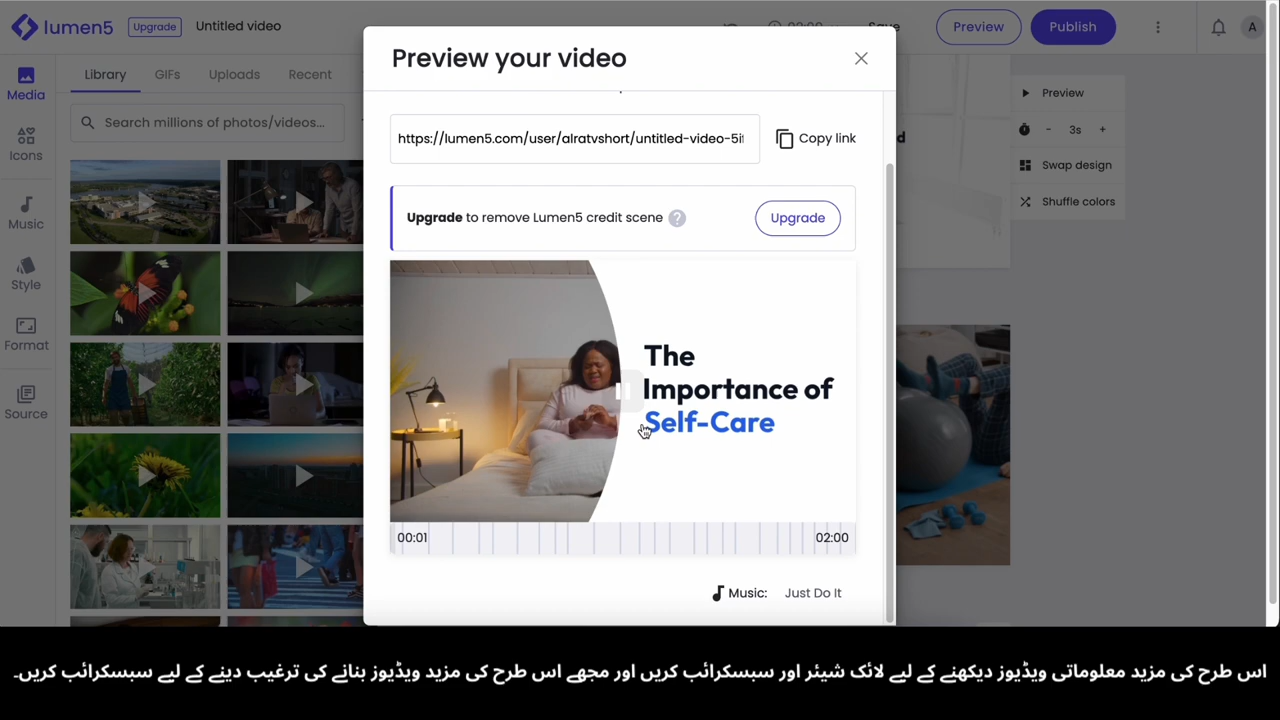 lumen5
Upgrade
Untitled video
Save
Preview
Publish
A
Preview your video
Media
Library
GIFs
Uploads
Recent
Search millions of photos/videos...
Icons
Music
Style
Format
Source
https://lumen5.com/user/alratvshort/untitled-video-5if
Copy link
Upgrade to remove Lumen5 credit scene ?
Upgrade
The
Importance of
Self-Care
00:01
02:00
Music: Just Do It
Preview
- 3s +
Swap design
Shuffle colors
اس طرح کی مزید معلوماتی ویڈیوز دیکھنے کے لیے لائک شیئر اور سبسکرائب کریں اور مجھے اس طرح کی مزید ویڈیوز بنانے کی ترغیب دینے کے لیے سبسکرائب کریں۔